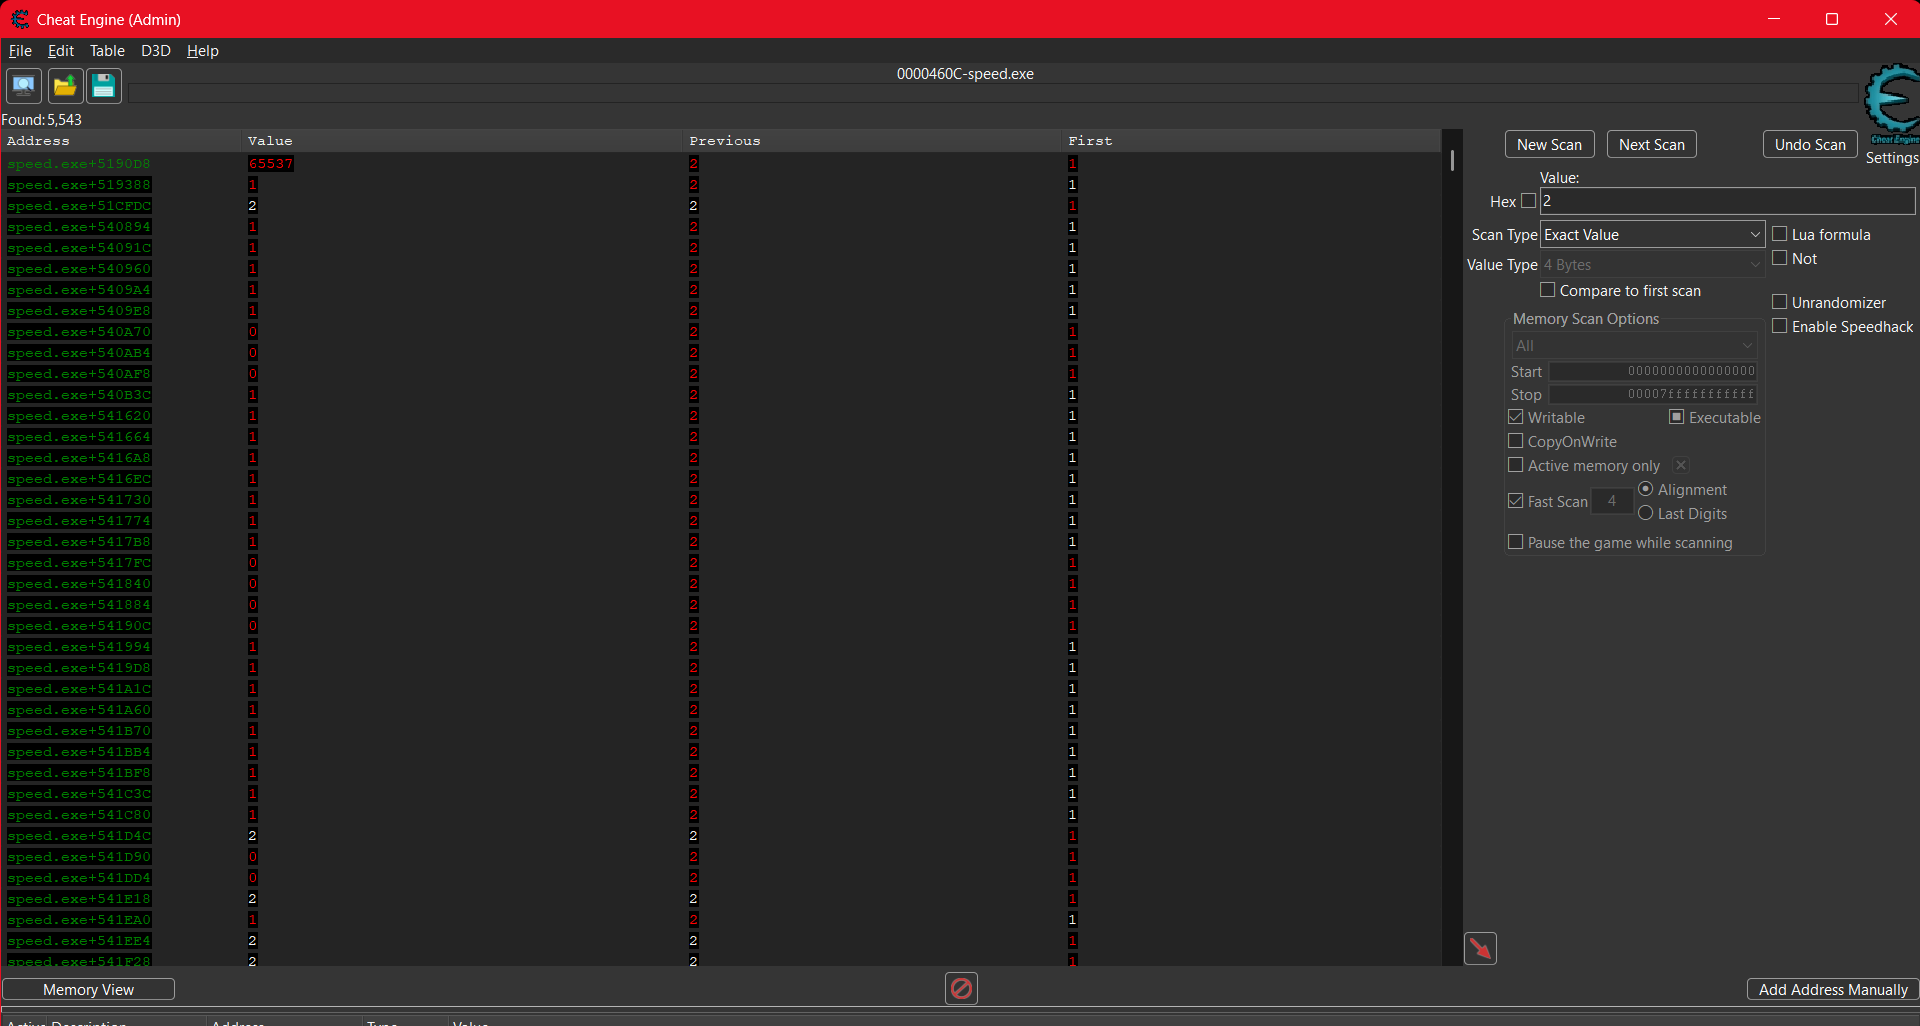 Cheat Engine (Admin)
File Edit Table D3D Help
0000460C-speed.exe
Cheat Engine
Settings
Found: 5,543
Address Value Previous First
speed.exe+5190D8 65537 2 1
speed.exe+519388 1 2 1
speed.exe+51CFDC 2 2 1
speed.exe+540894 1 2 1
speed.exe+54091C 1 2 1
speed.exe+540960 1 2 1
speed.exe+5409A4 1 2 1
speed.exe+5409E8 1 2 1
speed.exe+540A70 0 2 1
speed.exe+540AB4 0 2 1
speed.exe+540AF8 0 2 1
speed.exe+540B3C 1 2 1
speed.exe+541620 1 2 1
speed.exe+541664 1 2 1
speed.exe+5416A8 1 2 1
speed.exe+5416EC 1 2 1
speed.exe+541730 1 2 1
speed.exe+541774 1 2 1
speed.exe+5417B8 1 2 1
speed.exe+5417FC 0 2 1
speed.exe+541840 0 2 1
speed.exe+541884 0 2 1
speed.exe+54190C 0 2 1
speed.exe+541994 1 2 1
speed.exe+5419D8 1 2 1
speed.exe+541A1C 1 2 1
speed.exe+541A60 1 2 1
speed.exe+541B70 1 2 1
speed.exe+541BB4 1 2 1
speed.exe+541BF8 1 2 1
speed.exe+541C3C 1 2 1
speed.exe+541C80 1 2 1
speed.exe+541D4C 2 2 1
speed.exe+541D90 0 2 1
speed.exe+541DD4 0 2 1
speed.exe+541E18 2 2 1
speed.exe+541EA0 1 2 1
speed.exe+541EE4 2 2 1
speed.exe+541F28 2 2 1
New Scan Next Scan Undo Scan
Value:
Hex 2
Scan Type Exact Value Lua formula
Value Type 4 Bytes Not
Compare to first scan
Unrandomizer
Enable Speedhack
Memory Scan Options
All
Start 0000000000000000
Stop 00007fffffffffff
Writable Executable
CopyOnWrite
Active memory only
Fast Scan 4 Alignment
Last Digits
Pause the game while scanning
Memory View Add Address Manually
Active Description Address Type Value